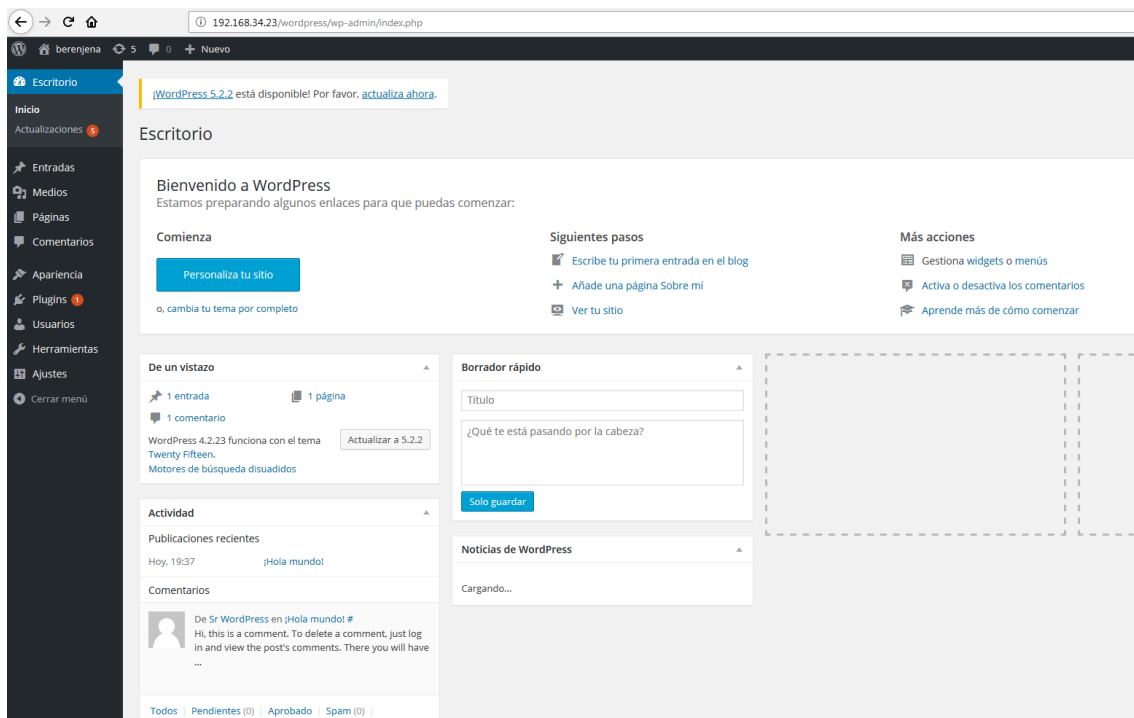 192.168.34.23/wordpress/wp-admin/index.php
berenjena 5 0 + Nuevo
Escritorio
Inicio
Actualizaciones 5
Entradas
Medios
Páginas
Comentarios
Apariencia
Plugins 1
Usuarios
Herramientas
Ajustes
Cerrar menú
¡WordPress 5.2.2 está disponible! Por favor, actualiza ahora.
Escritorio
Bienvenido a WordPress
Estamos preparando algunos enlaces para que puedas comenzar:
Comienza
Personaliza tu sitio
o, cambia tu tema por completo
Siguientes pasos
Escribe tu primera entrada en el blog
Añade una página Sobre mí
Ver tu sitio
Más acciones
Gestiona widgets o menús
Activa o desactiva los comentarios
Aprende más de cómo comenzar
De un vistazo
1 entrada
1 página
1 comentario
WordPress 4.2.23 funciona con el tema
Twenty Fifteen.
Actualizar a 5.2.2
Motores de búsqueda disuadidos
Actividad
Publicaciones recientes
Hoy, 19:37 ¡Hola mundo!
Comentarios
De Sr WordPress en ¡Hola mundo! #
Hi, this is a comment. To delete a comment, just log
in and view the post's comments. There you will have
...
Todos | Pendientes (0) | Aprobado | Spam (0) |
Borrador rápido
Título
¿Qué te está pasando por la cabeza?
Solo guardar
Noticias de WordPress
Cargando...